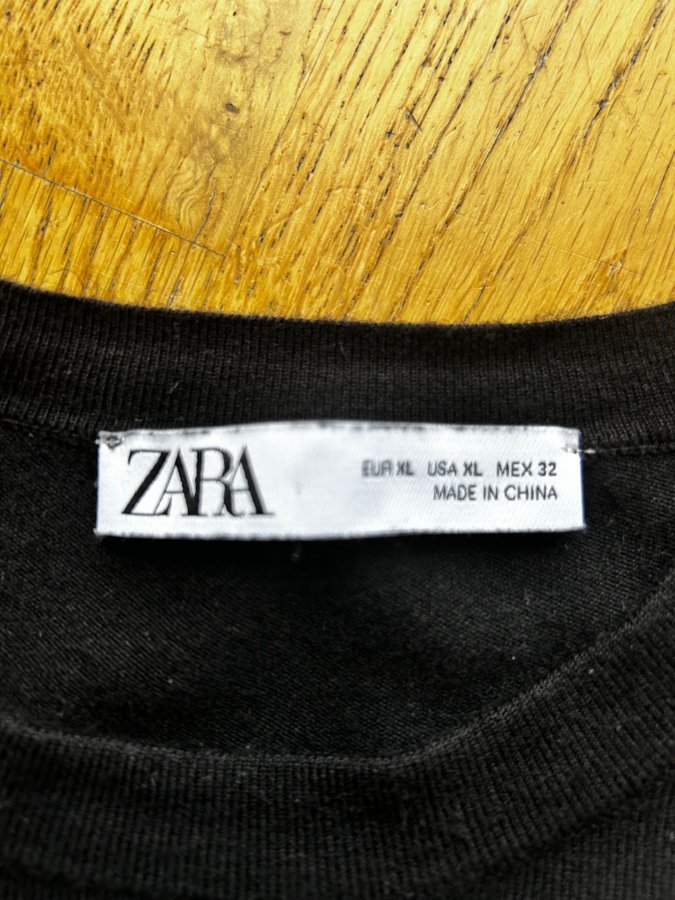 ZARA
EUR XL USA XL MEX 32
MADE IN CHINA